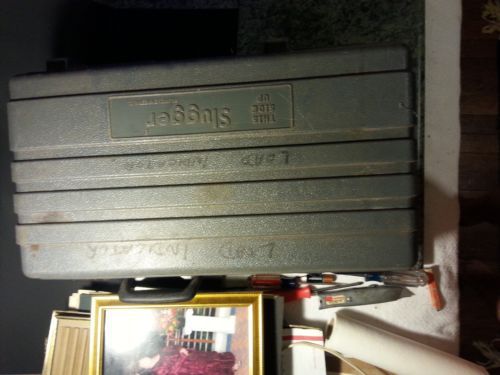 Slugger
THIS
SIDE
UP
LOAD INDICATOR
LOAD INDICATOR